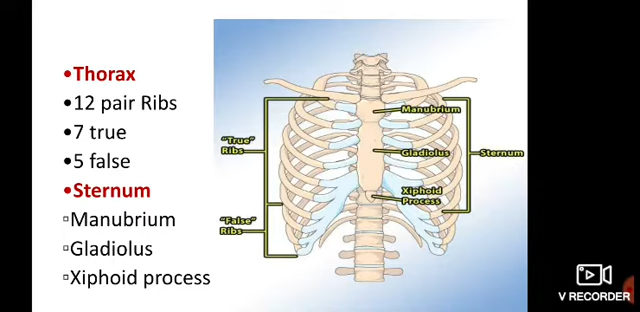 •Thorax
•12 pair Ribs
•7 true
•5 false
•Sternum
▫Manubrium
▫Gladiolus
▫Xiphoid process
"True"
Ribs
"False"
Ribs
Manubrium
Gladiolus
Xiphoid
Process
Sternum
V RECORDER